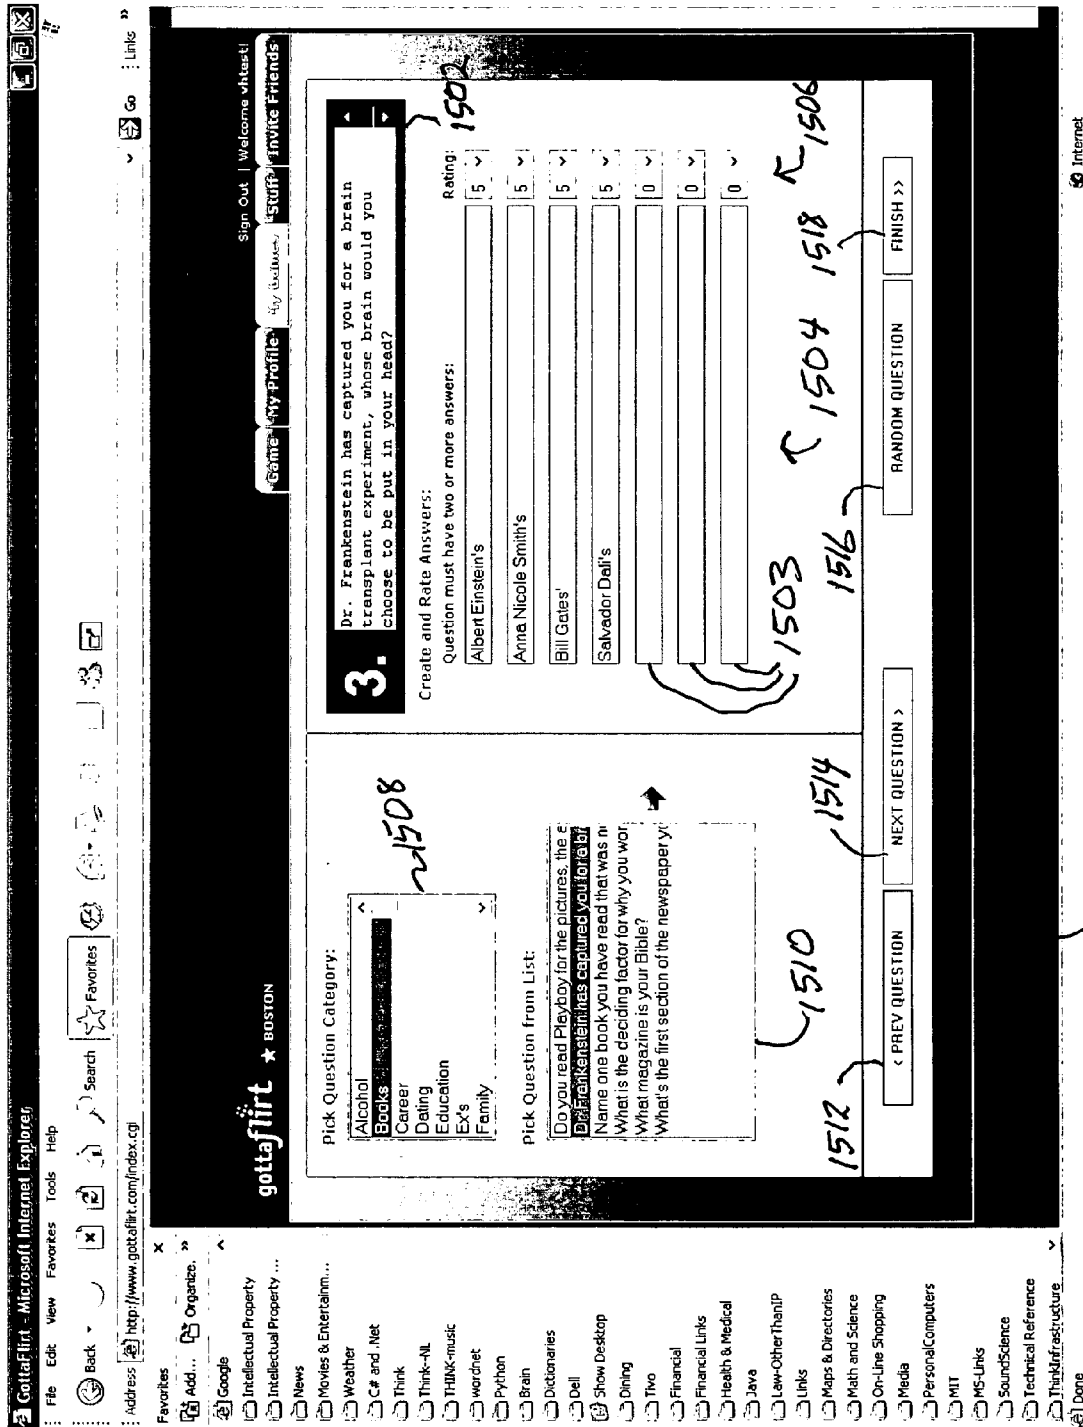 GottaFlirt - Microsoft Internet Explorer
File Edit View Favorites Tools Help
Back Search Favorites
Address http://www.gottaflirt.com/index.cgi Go Links »
Favorites
Add... Organize. »
Google
Intellectual Property
Intellectual Property ...
News
Movies & Entertainm...
Weather
C# and .Net
Think
Think--NL
THINK-music
wordnet
Python
Brain
Dictionaries
Dell
Show Desktop
Dining
Tivo
Financial
Financial Links
Health & Medical
Java
Law-OtherThanIP
Links
Maps & Directories
Math and Science
On-Line Shopping
Media
PersonalComputers
MIT
MS-Links
SoundScience
Technical Reference
ThinkInfrastructure
gottaflirt ★ BOSTON
Sign Out | Welcome vhtest!
Game My Profile Stuff Invite Friends
Pick Question Category:
Alcohol
Books
Career
Dating
Education
Ex's
Family
1508
Pick Question from List:
Do you read Playboy for the pictures, the
Dr. Frankenstein has captured you for a br
Name one book you have read that was
What is the deciding factor for why you wor
What magazine is your Bible?
What's the first section of the newspaper
1510
3.
Dr. Frankenstein has captured you for a brain
transplant experiment, whose brain would you
choose to be put in your head?
1502
Create and Rate Answers:
Question must have two or more answers:
Rating:
Albert Einstein's 5
Anna Nicole Smith's 5
Bill Gates' 5
Salvador Dali's 5
0
0
0
1503
1504
1506
1512
1514
1516
1518
< PREV QUESTION
NEXT QUESTION >
RANDOM QUESTION
FINISH >>
Done
Internet